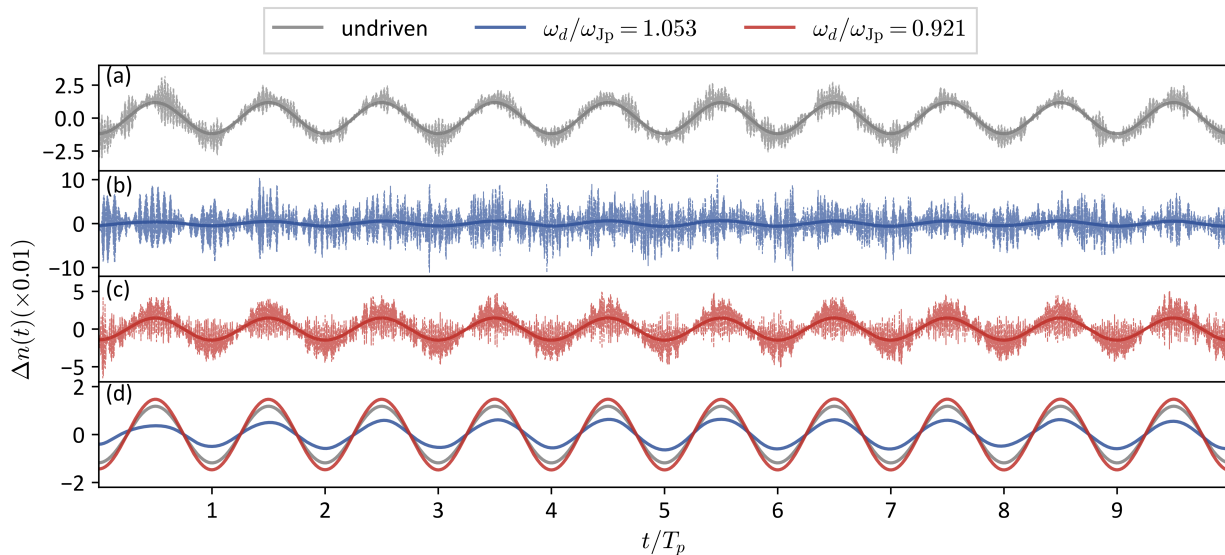 undriven ω_d/ω_Jp = 1.053 ω_d/ω_Jp = 0.921
(a)
2.5
0.0
−2.5
(b)
10
0
−10
(c)
5
0
−5
(d)
2
0
−2
Δn(t)(×0.01)
1 2 3 4 5 6 7 8 9
t/T_p